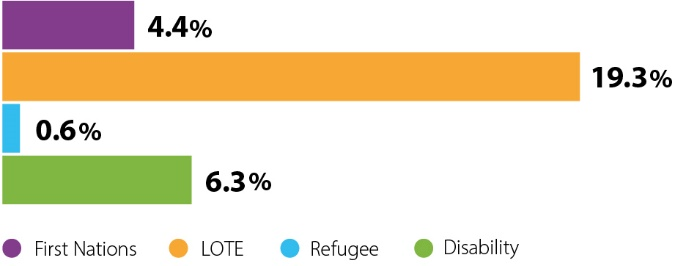 4.4%
19.3%
0.6%
6.3%
First Nations LOTE Refugee Disability